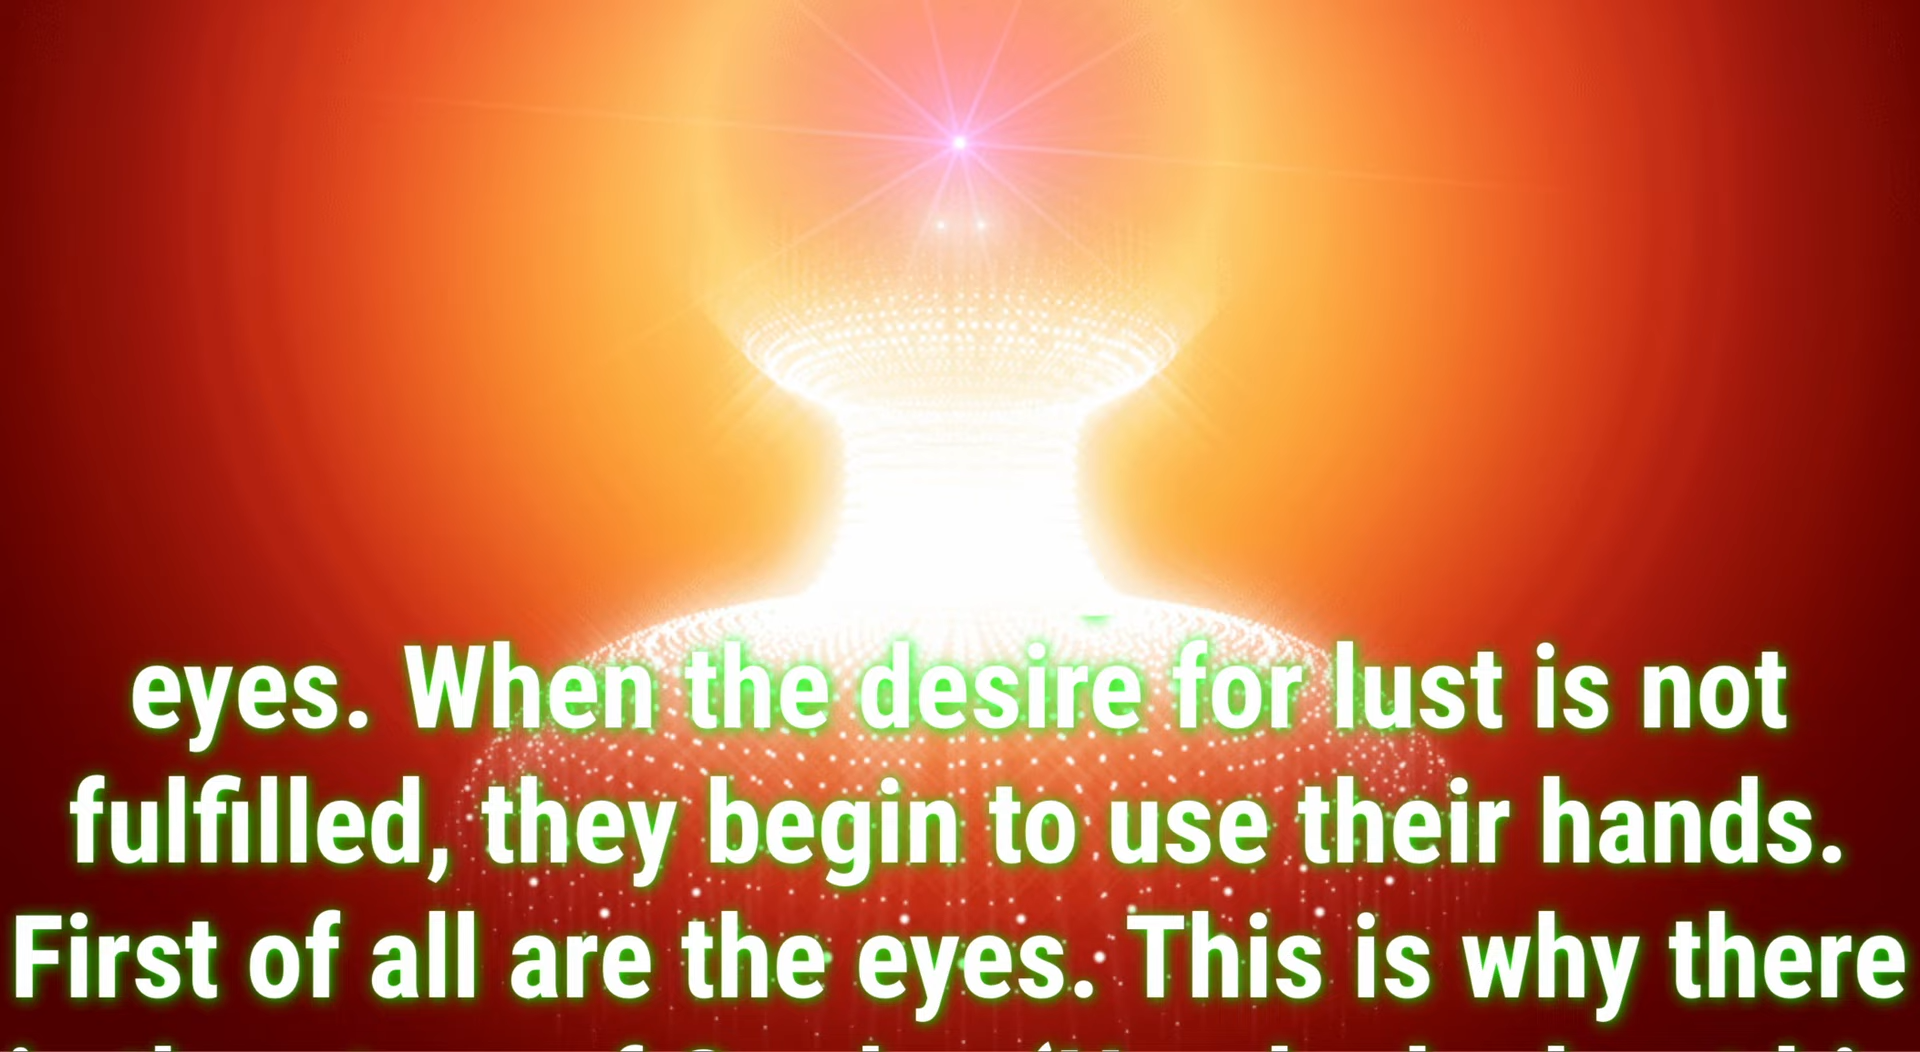 eyes. When the desire for lust is not
fulfilled, they begin to use their hands.
First of all are the eyes. This is why there